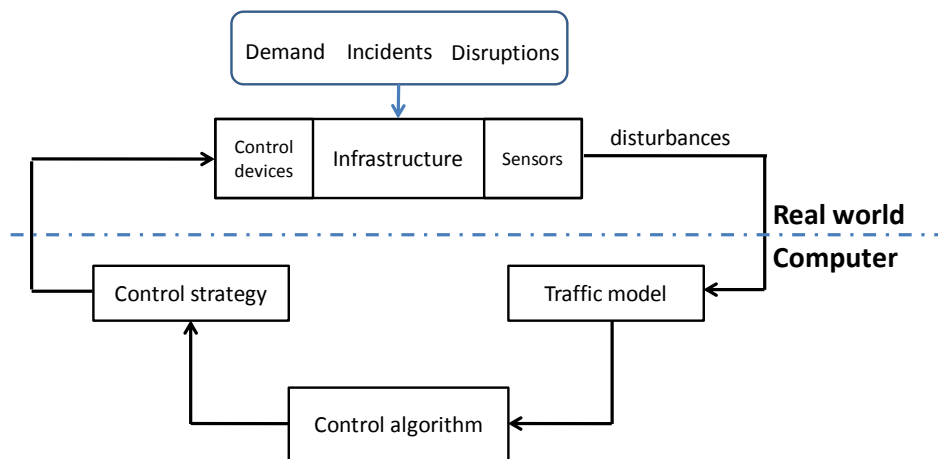 Demand Incidents Disruptions
Control
devices
Infrastructure
Sensors
disturbances
Real world
Computer
Control strategy
Traffic model
Control algorithm